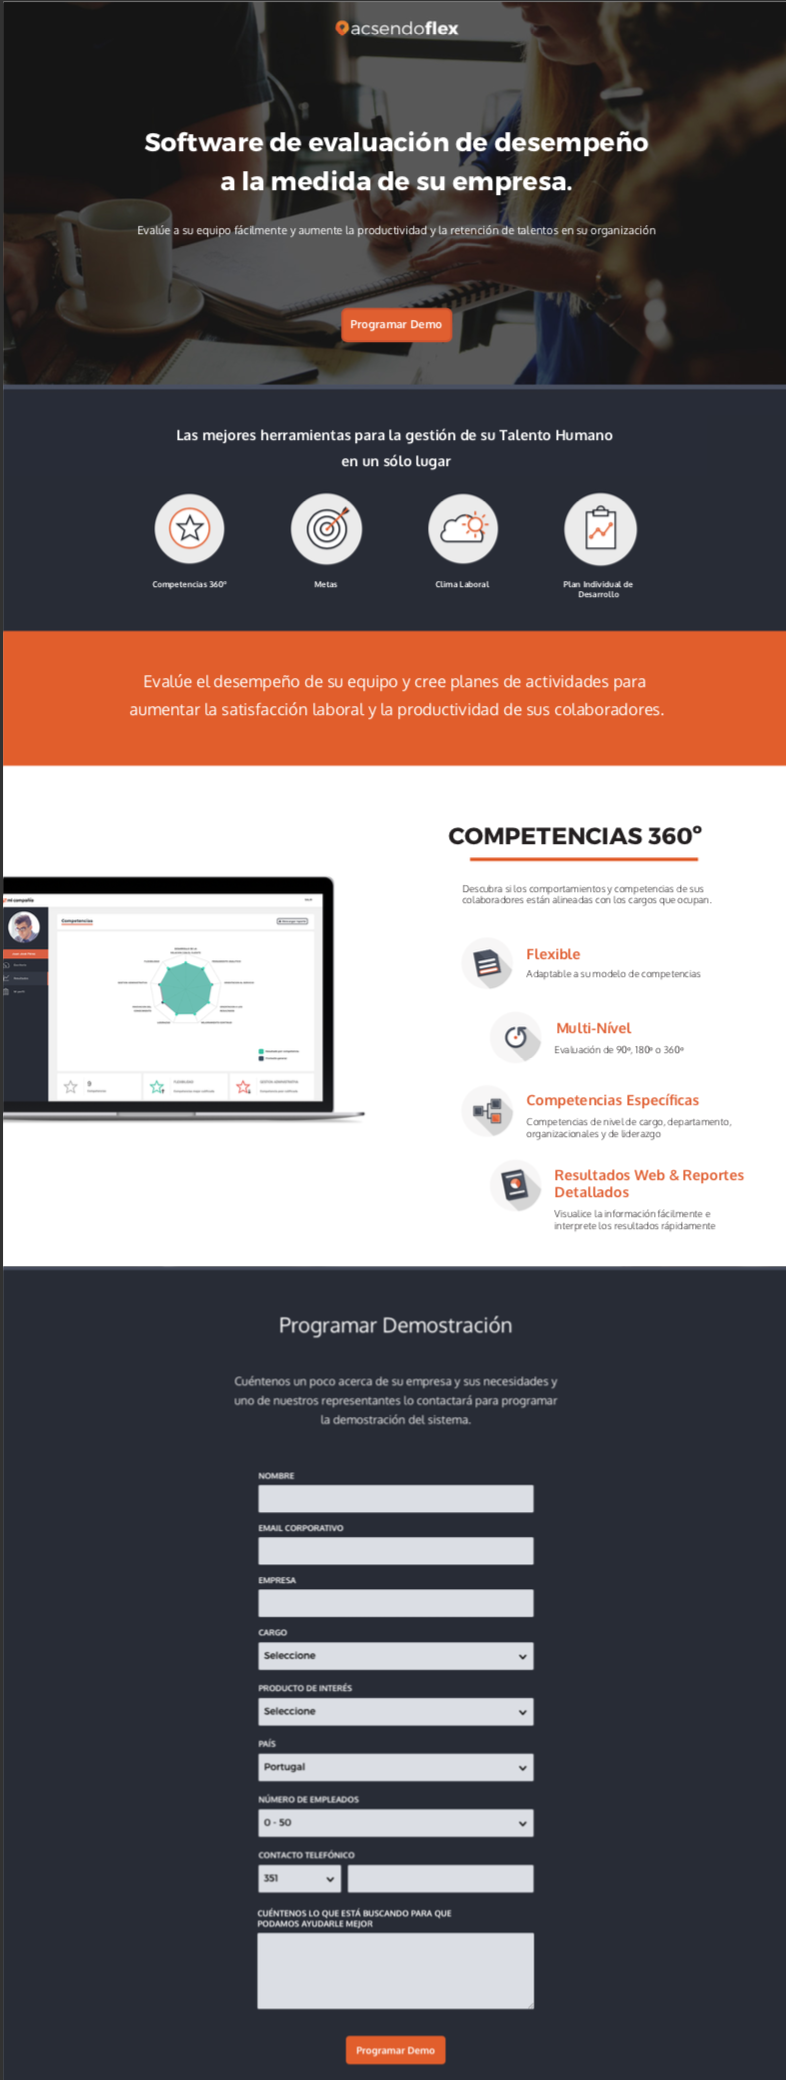 acsendoflex
Software de evaluación de desempeño
a la medida de su empresa.
Evalúe a su equipo fácilmente y aumente la productividad y la retención de talentos en su organización
Programar Demo
Las mejores herramientas para la gestión de su Talento Humano
en un sólo lugar
Competencias 360º
Metas
Clima Laboral
Plan Individual de
Desarrollo
Evalúe el desempeño de su equipo y cree planes de actividades para
aumentar la satisfacción laboral y la productividad de sus colaboradores.
COMPETENCIAS 360º
Descubra si los comportamientos y competencias de sus
colaboradores están alineadas con los cargos que ocupan.
mi compañía
Competencias
Flexible
Adaptable a su modelo de competencias
Multi-Nível
Evaluación de 90º, 180º o 360º
Competencias Específicas
Competencias de nivel de cargo, departamento,
organizacionales y de liderazgo
Resultados Web & Reportes
Detallados
Visualice la información fácilmente e
interprete los resultados rápidamente
Programar Demostración
Cuéntenos un poco acerca de su empresa y sus necesidades y
uno de nuestros representantes lo contactará para programar
la demostración del sistema.
NOMBRE
EMAIL CORPORATIVO
EMPRESA
CARGO
Seleccione
PRODUCTO DE INTERÉS
Seleccione
PAÍS
Portugal
NÚMERO DE EMPLEADOS
0 - 50
CONTACTO TELEFÓNICO
351
CUÉNTENOS LO QUE ESTÁ BUSCANDO PARA QUE
PODAMOS AYUDARLE MEJOR
Programar Demo